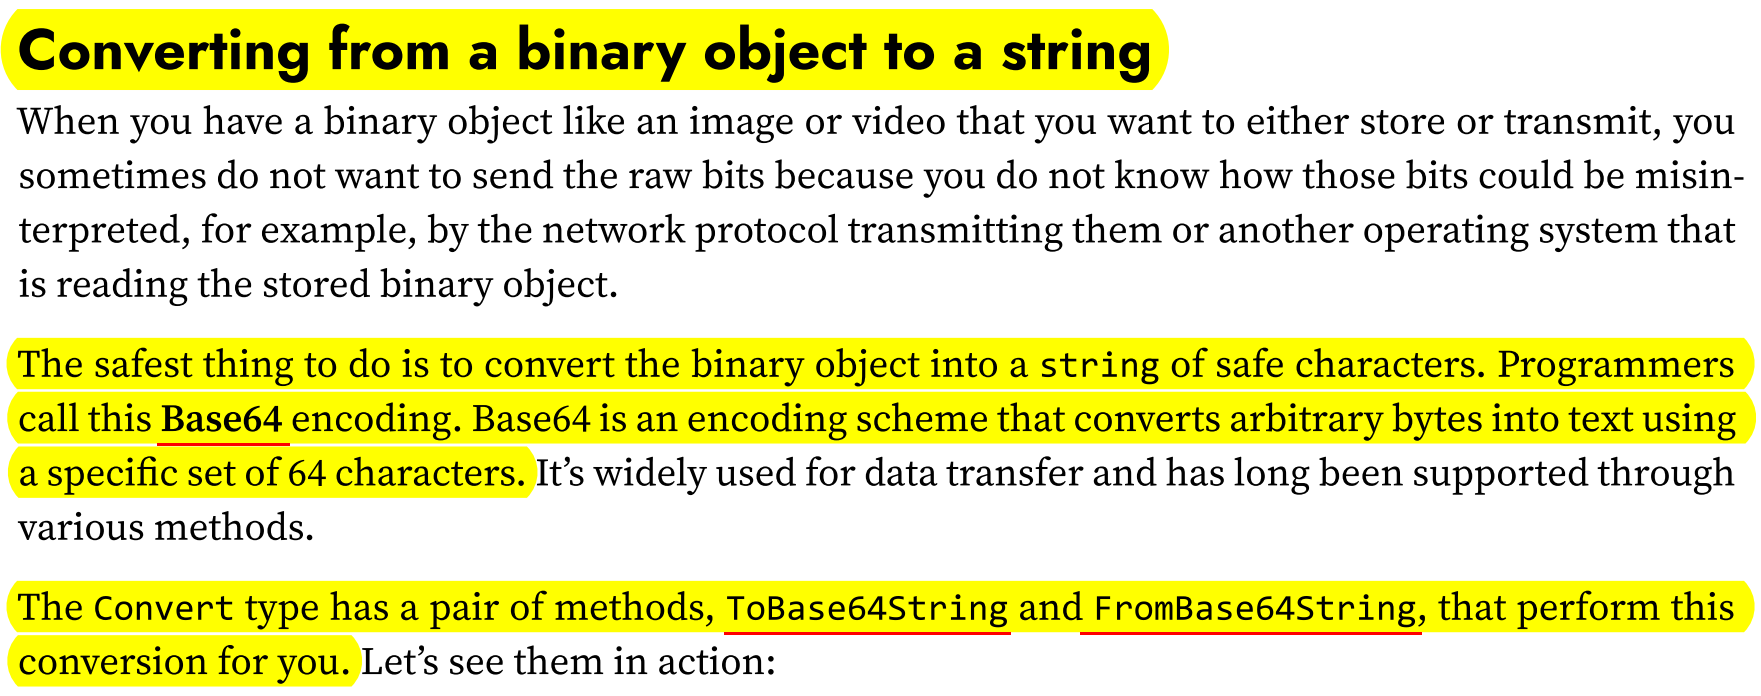 Converting from a binary object to a string
When you have a binary object like an image or video that you want to either store or transmit, you
sometimes do not want to send the raw bits because you do not know how those bits could be misin-
terpreted, for example, by the network protocol transmitting them or another operating system that
is reading the stored binary object.
The safest thing to do is to convert the binary object into a string of safe characters. Programmers
call this Base64 encoding. Base64 is an encoding scheme that converts arbitrary bytes into text using
a specific set of 64 characters. It’s widely used for data transfer and has long been supported through
various methods.
The Convert type has a pair of methods, ToBase64String and FromBase64String, that perform this
conversion for you. Let’s see them in action: